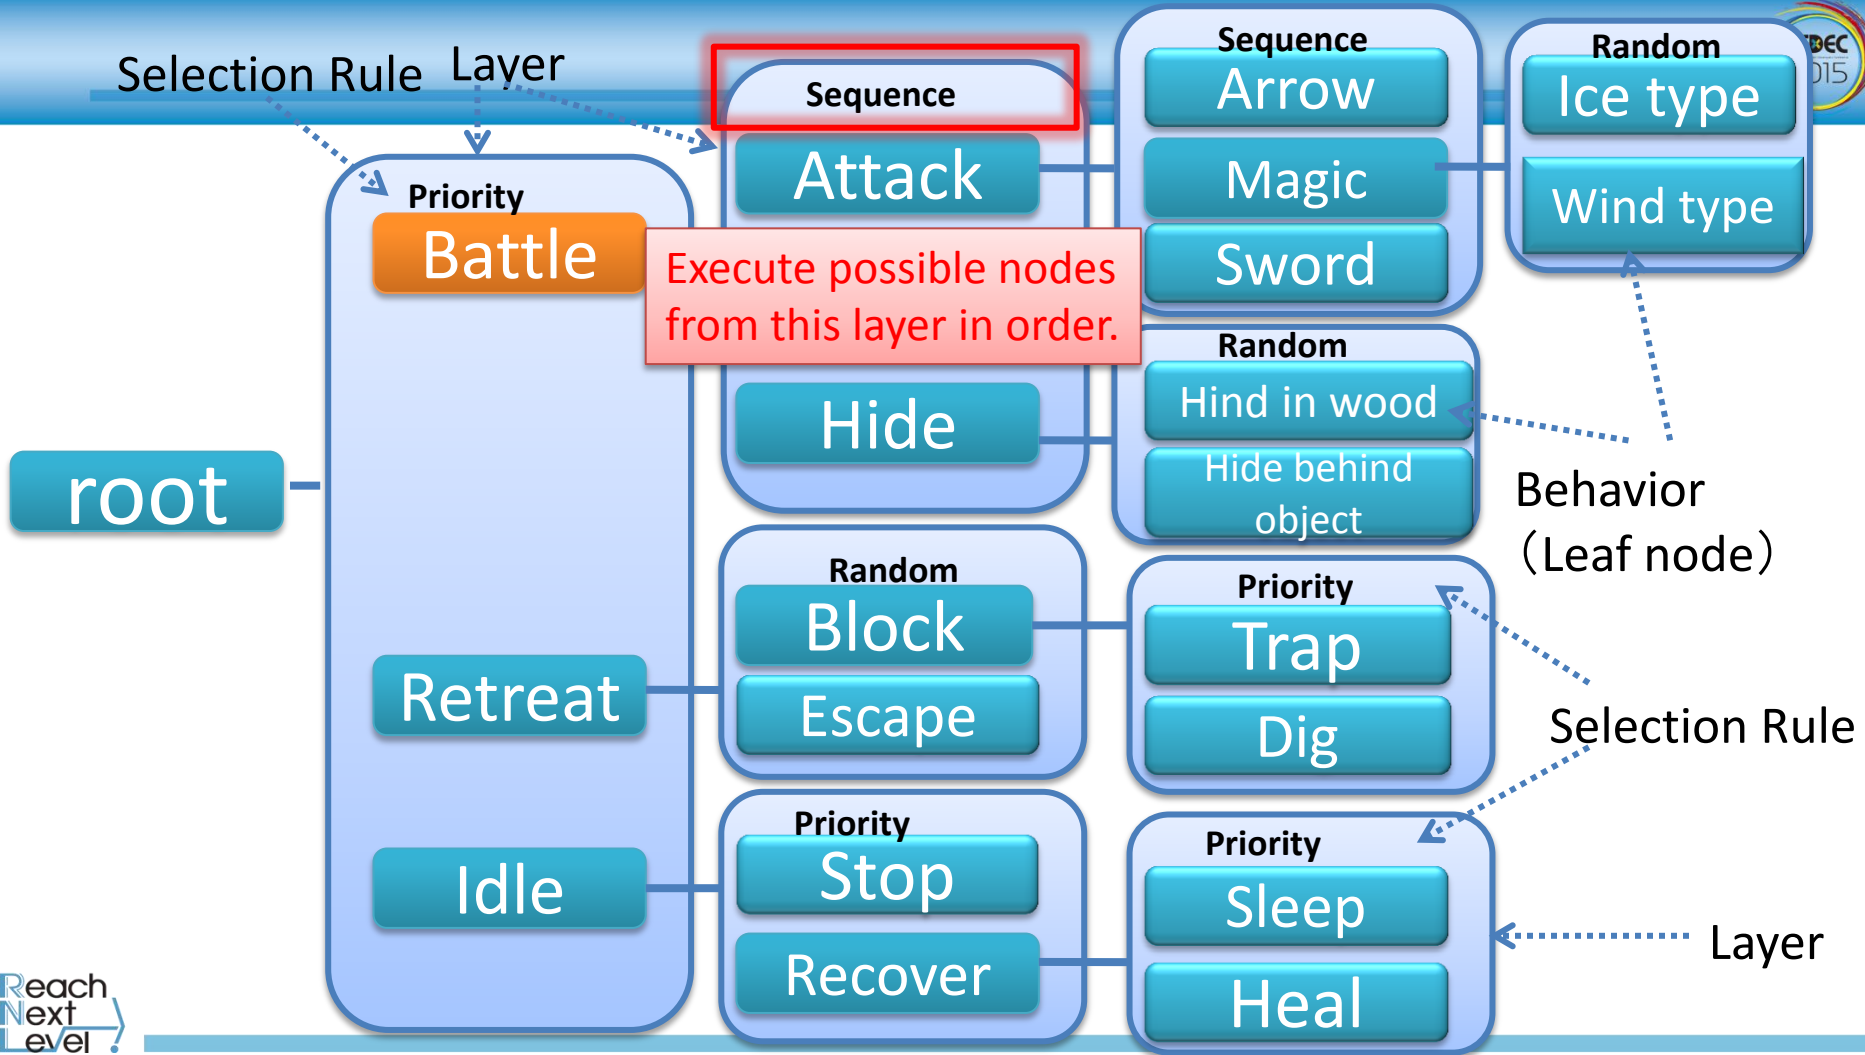 Selection Rule
Layer
Sequence
Attack
Sequence
Arrow
Magic
Sword
Random
Ice type
Wind type
DEC
015
Priority
Battle
Execute possible nodes
from this layer in order.
Hide
Random
Hind in wood
Hide behind
object
Behavior
（Leaf node）
root
Random
Block
Escape
Retreat
Priority
Trap
Dig
Selection Rule
Priority
Stop
Recover
Idle
Priority
Sleep
Heal
Layer
Reach
Next
Level !